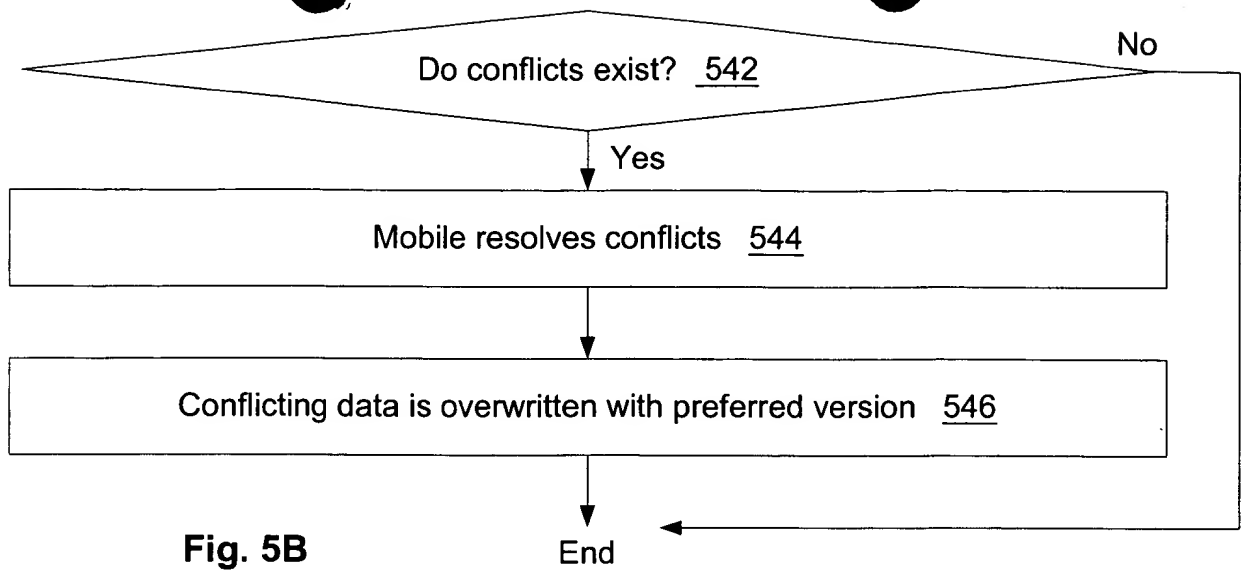 No
Do conflicts exist? 542
Yes
Mobile resolves conflicts 544
Conflicting data is overwritten with preferred version 546
Fig. 5B
End